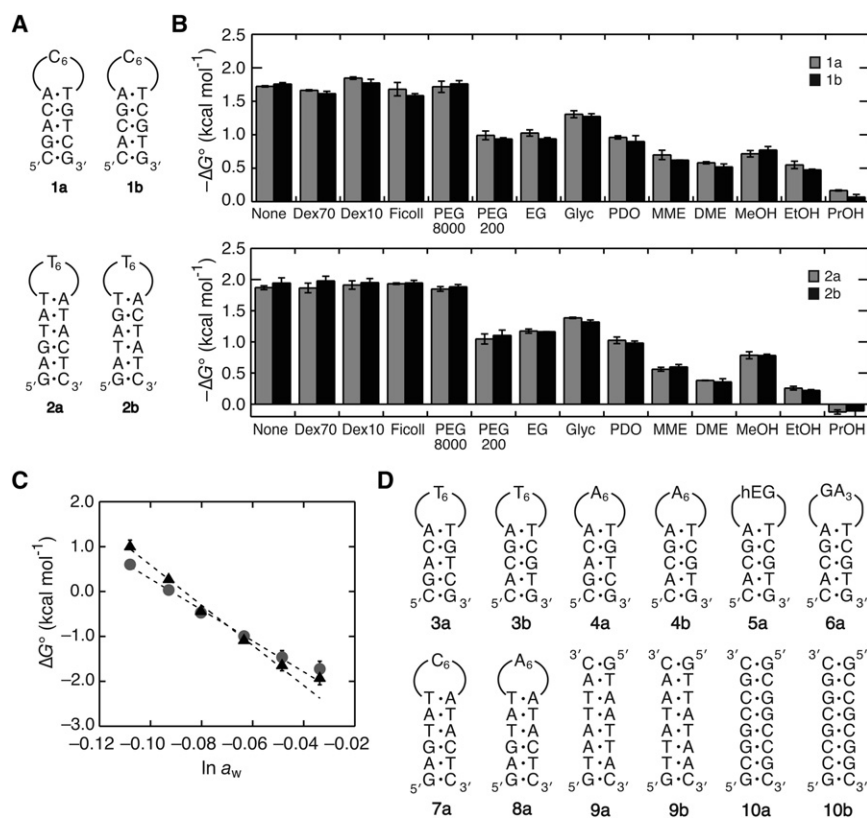 A
C6
A·T
C·G
A·T
G·C
5′C·G3′
1a
C6
A·T
G·C
C·G
A·T
5′C·G3′
1b
T6
T·A
A·T
T·A
G·C
A·T
5′G·C3′
2a
T6
T·A
G·C
A·T
T·A
A·T
5′G·C3′
2b
B
−ΔG° (kcal mol−1)
2.5
2.0
1.5
1.0
0.5
0.0
1a
1b
None Dex70 Dex10 Ficoll PEG 8000 PEG 200 EG Glyc PDO MME DME MeOH EtOH PrOH
−ΔG° (kcal mol−1)
2.5
2.0
1.5
1.0
0.5
0.0
2a
2b
None Dex70 Dex10 Ficoll PEG 8000 PEG 200 EG Glyc PDO MME DME MeOH EtOH PrOH
C
ΔG° (kcal mol−1)
2.0
1.0
0.0
−1.0
−2.0
−3.0
−0.12 −0.10 −0.08 −0.06 −0.04 −0.02
ln aw
D
T6
A·T
C·G
A·T
G·C
5′C·G3′
3a
T6
A·T
G·C
C·G
A·T
5′C·G3′
3b
A6
A·T
C·G
A·T
G·C
5′C·G3′
4a
A6
A·T
G·C
C·G
A·T
5′C·G3′
4b
hEG
A·T
G·C
C·G
A·T
5′C·G3′
5a
GA3
A·T
G·C
C·G
A·T
5′C·G3′
6a
C6
T·A
A·T
T·A
G·C
A·T
5′G·C3′
7a
A6
T·A
A·T
T·A
G·C
A·T
5′G·C3′
8a
3′C·G5′
A·T
T·A
T·A
A·T
A·T
5′G·C3′
9a
3′C·G5′
A·T
T·A
A·T
T·A
A·T
5′G·C3′
9b
3′C·G5′
5′G·C3′
10a
3′C·G5′
5′G·C3′
10b